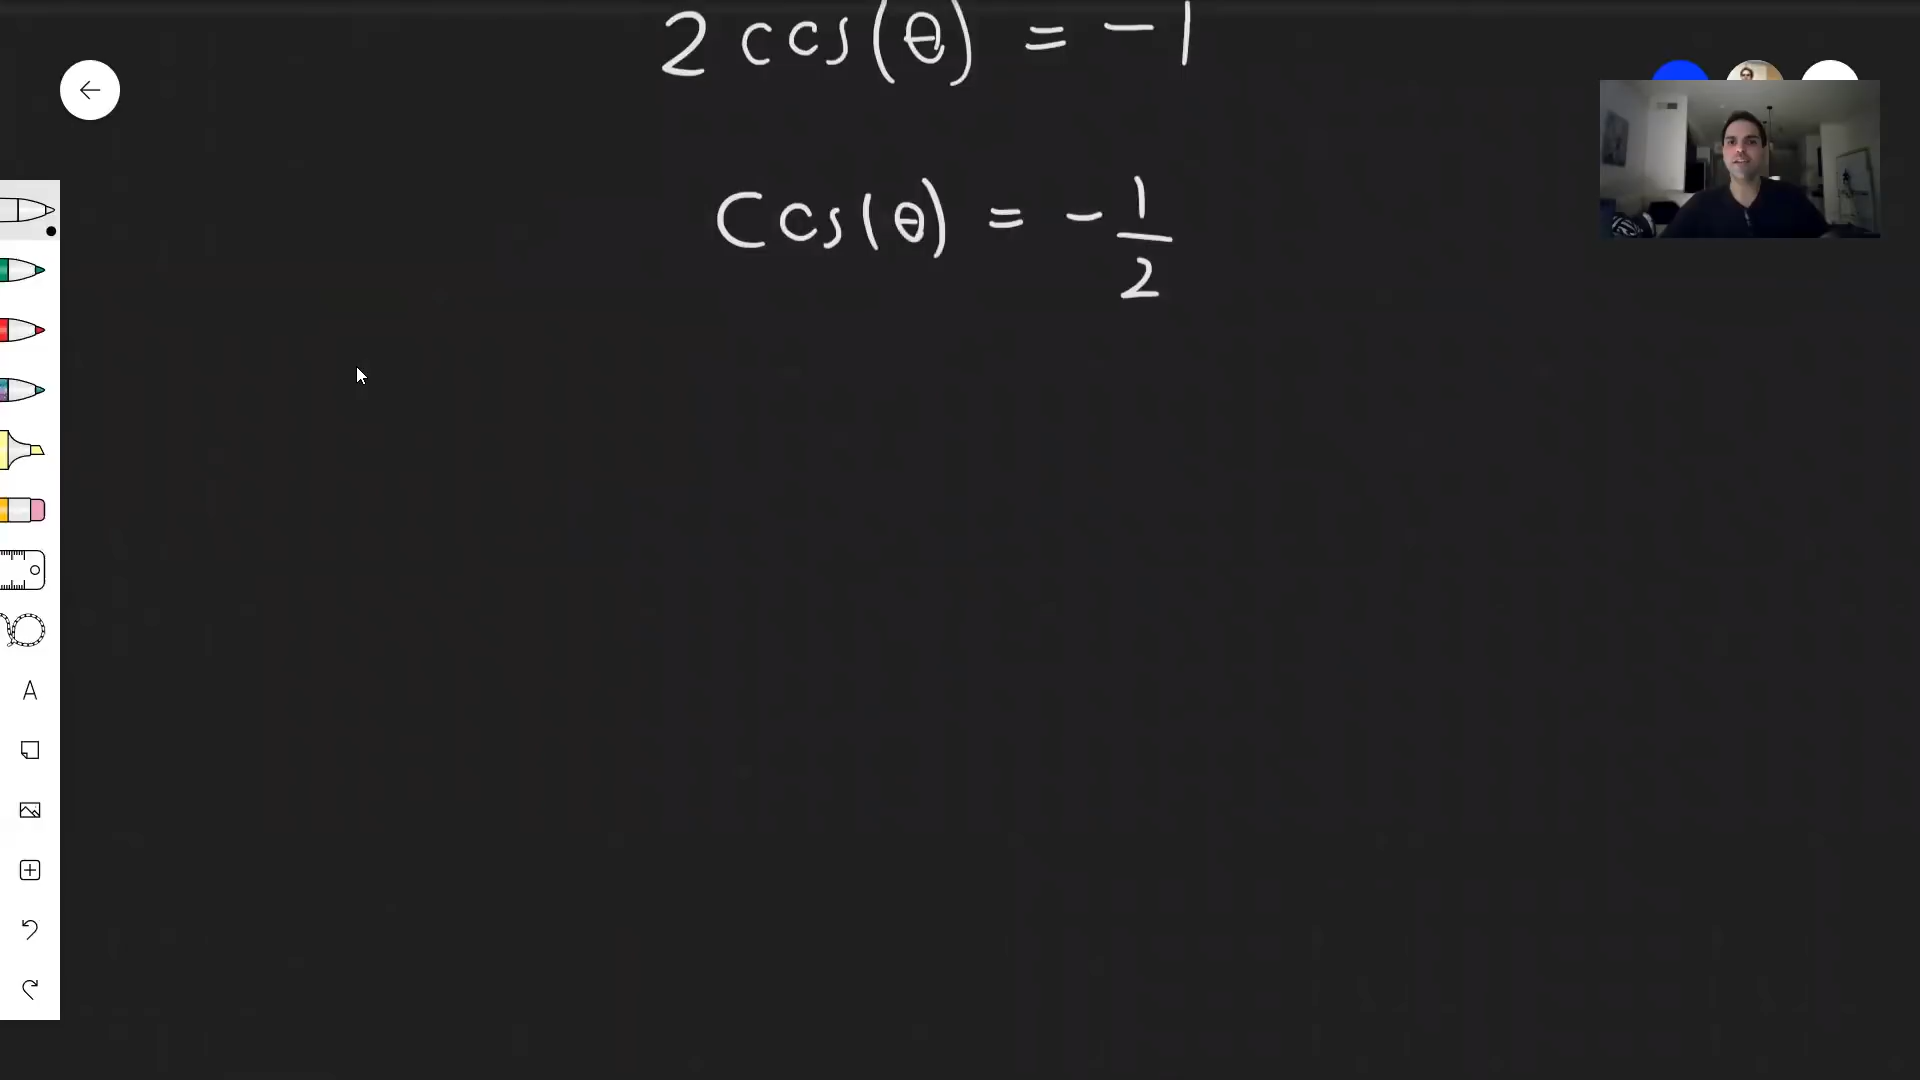 2 cos(θ) = -1
Cos(θ) = - 1/2
A